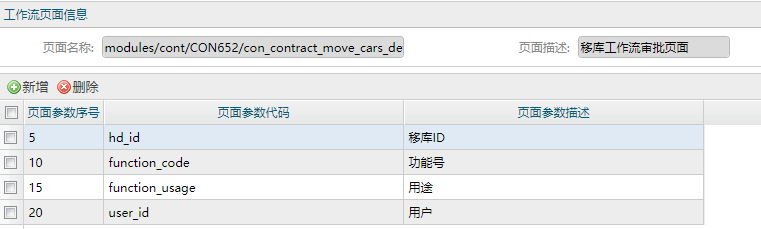 工作流页面信息
页面名称: modules/cont/CON652/con_contract_move_cars_de 页面描述: 移库工作流审批页面
新增 删除
页面参数序号 页面参数代码 页面参数描述
5 hd_id 移库ID
10 function_code 功能号
15 function_usage 用途
20 user_id 用户